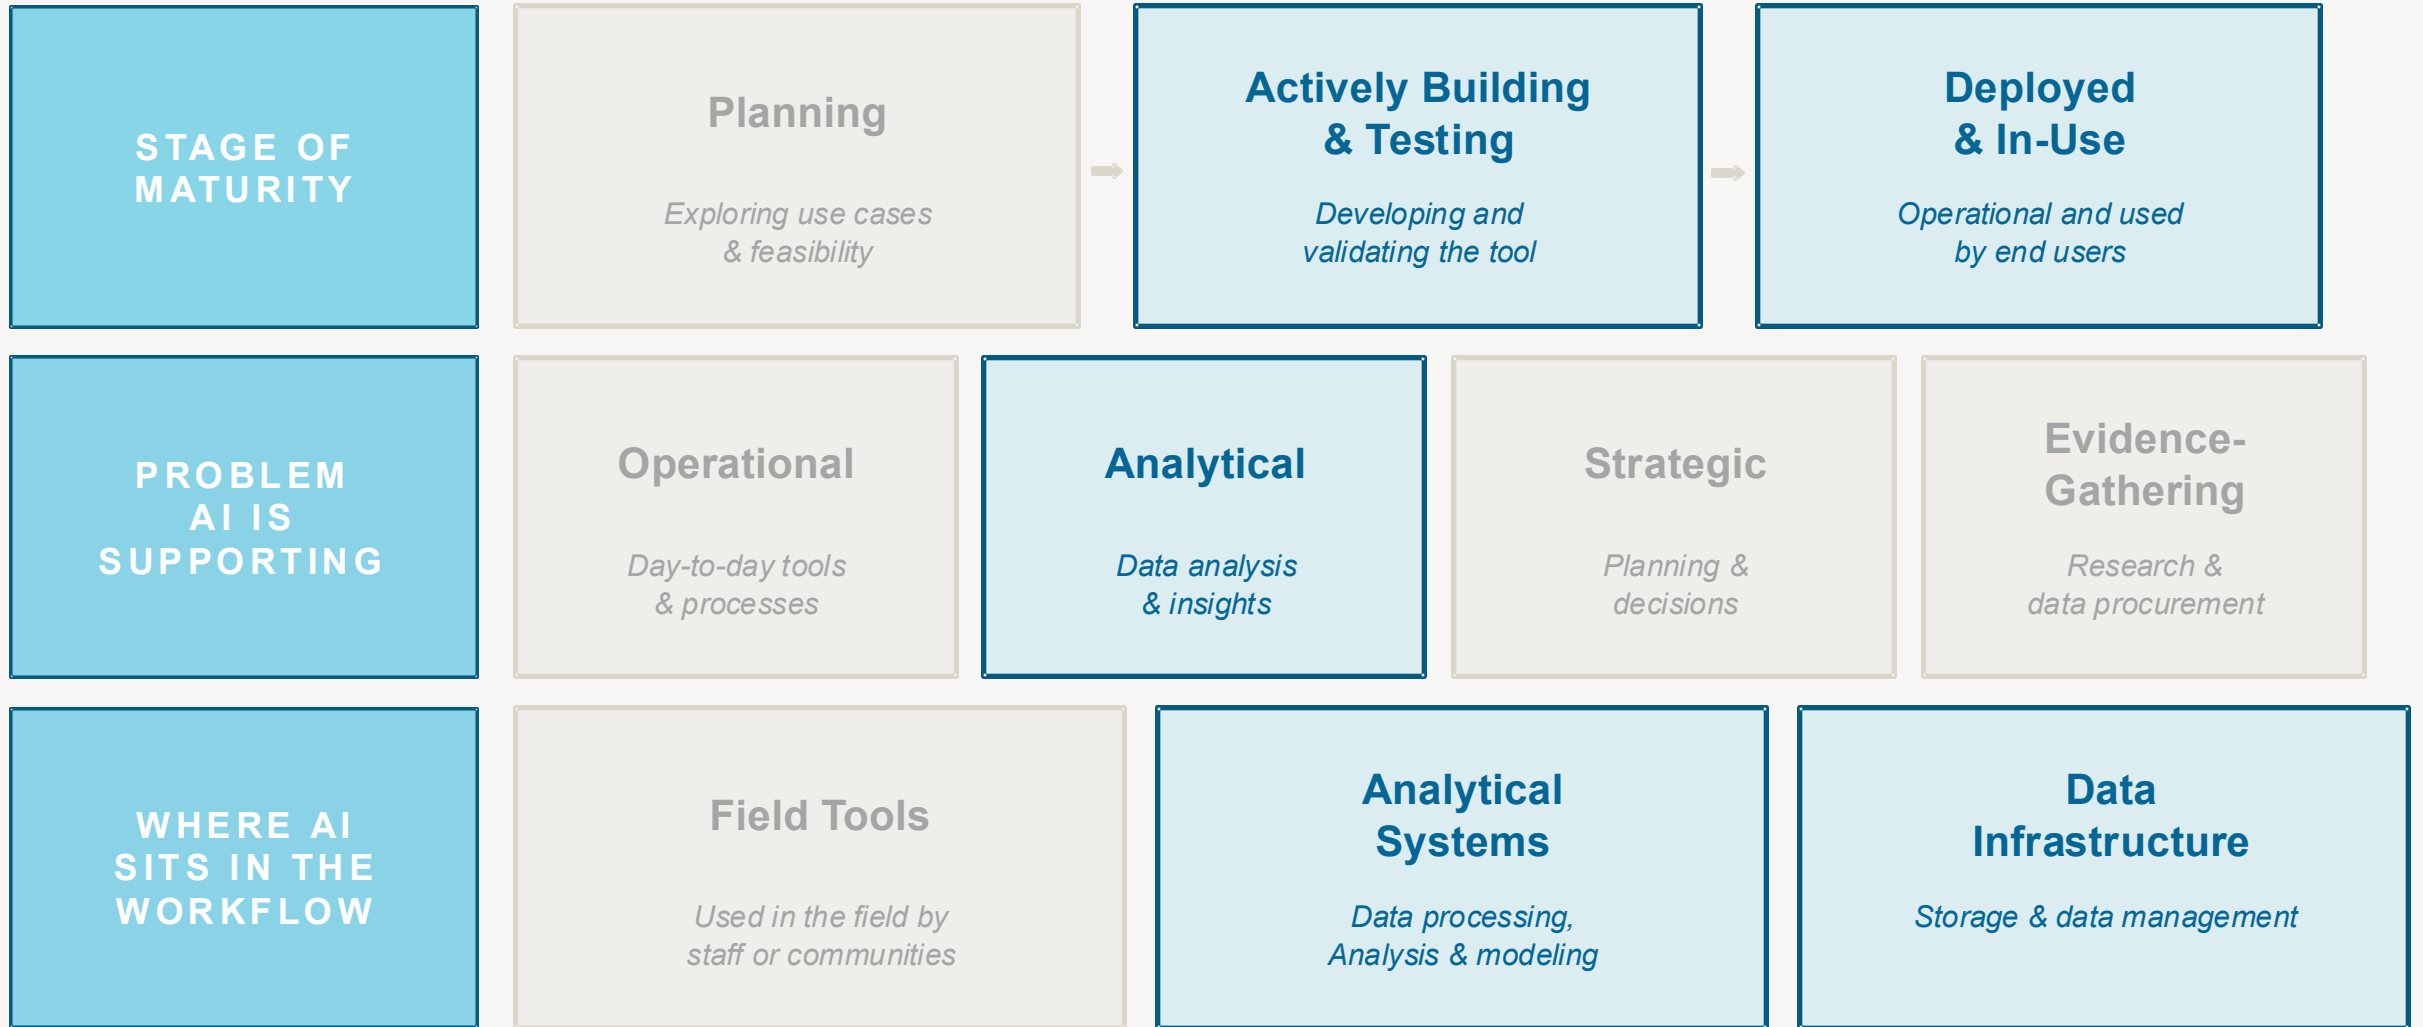 STAGE OF
MATURITY
Planning
Exploring use cases
& feasibility
Actively Building
& Testing
Developing and
validating the tool
Deployed
& In-Use
Operational and used
by end users
PROBLEM
AI IS
SUPPORTING
Operational
Day-to-day tools
& processes
Analytical
Data analysis
& insights
Strategic
Planning &
decisions
Evidence-
Gathering
Research &
data procurement
WHERE AI
SITS IN THE
WORKFLOW
Field Tools
Used in the field by
staff or communities
Analytical
Systems
Data processing,
Analysis & modeling
Data
Infrastructure
Storage & data management